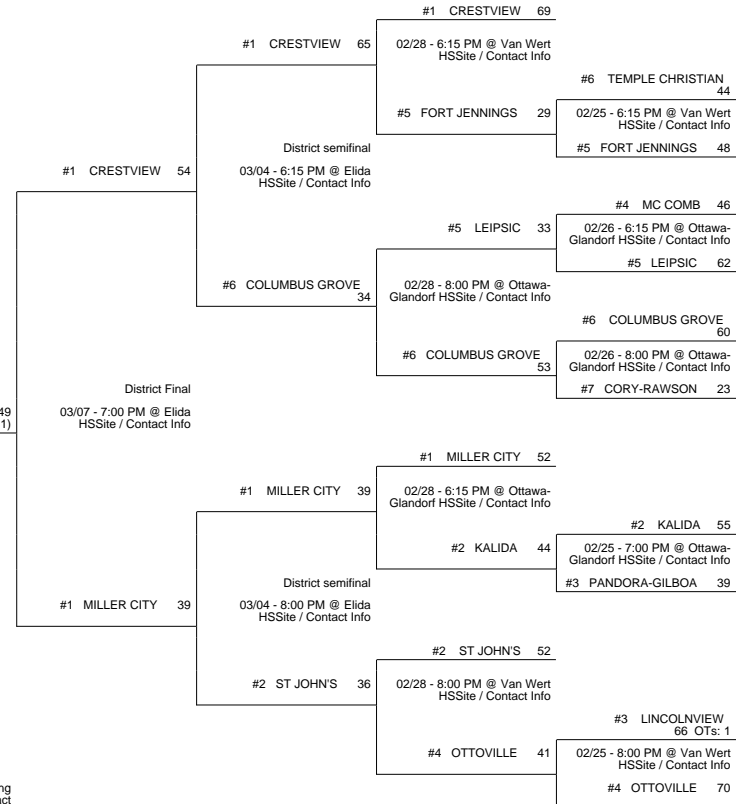 #1 CRESTVIEW 69
#1 CRESTVIEW 65
02/28 - 6:15 PM @ Van Wert
HSSite / Contact Info
#6 TEMPLE CHRISTIAN
44
#5 FORT JENNINGS 29
02/25 - 6:15 PM @ Van Wert
HSSite / Contact Info
#5 FORT JENNINGS 48
District semifinal
#1 CRESTVIEW 54
03/04 - 6:15 PM @ Elida
HSSite / Contact Info
#4 MC COMB 46
#5 LEIPSIC 33
02/26 - 6:15 PM @ Ottawa-
Glandorf HSSite / Contact Info
#5 LEIPSIC 62
#6 COLUMBUS GROVE
34
02/28 - 8:00 PM @ Ottawa-
Glandorf HSSite / Contact Info
#6 COLUMBUS GROVE
60
#6 COLUMBUS GROVE
53
02/26 - 8:00 PM @ Ottawa-
Glandorf HSSite / Contact Info
#7 CORY-RAWSON 23
District Final
49
1)
03/07 - 7:00 PM @ Elida
HSSite / Contact Info
#1 MILLER CITY 52
#1 MILLER CITY 39
02/28 - 6:15 PM @ Ottawa-
Glandorf HSSite / Contact Info
#2 KALIDA 55
#2 KALIDA 44
02/25 - 7:00 PM @ Ottawa-
Glandorf HSSite / Contact Info
#3 PANDORA-GILBOA 39
District semifinal
#1 MILLER CITY 39
03/04 - 8:00 PM @ Elida
HSSite / Contact Info
#2 ST JOHN'S 52
#2 ST JOHN'S 36
02/28 - 8:00 PM @ Van Wert
HSSite / Contact Info
#3 LINCOLNVIEW
66 OTs: 1
#4 OTTOVILLE 41
02/25 - 8:00 PM @ Van Wert
HSSite / Contact Info
#4 OTTOVILLE 70
ing
act